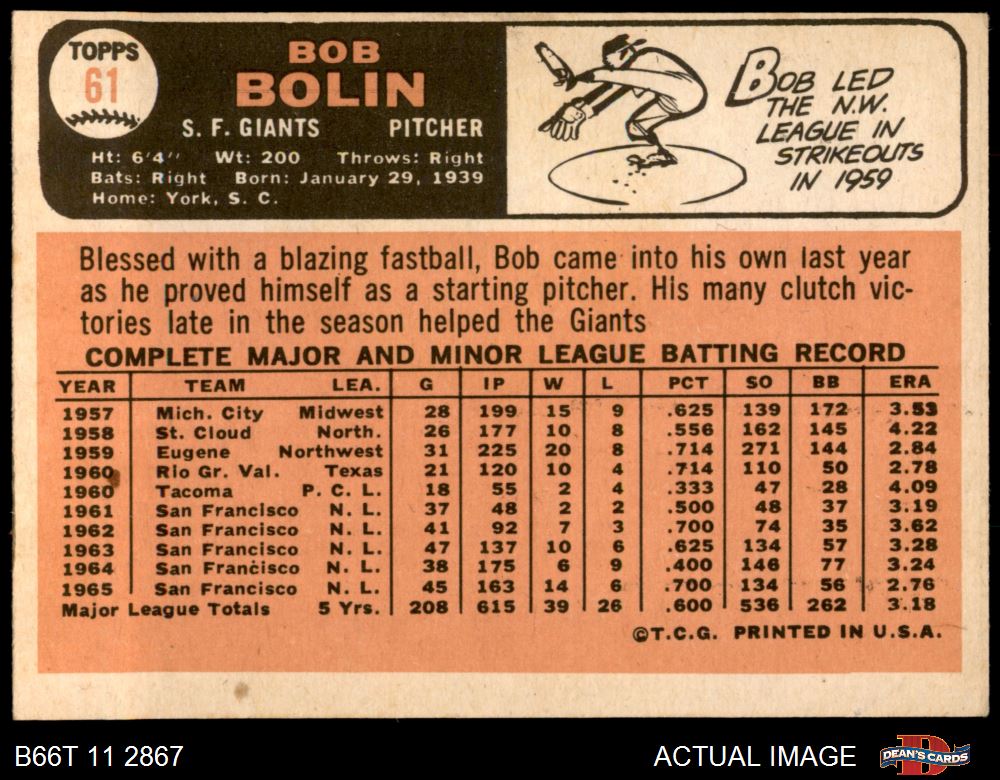 TOPPS
61
BOB
BOLIN
S. F. GIANTS PITCHER
Ht: 6'4" Wt: 200 Throws: Right
Bats: Right Born: January 29, 1939
Home: York, S. C.
BOB LED
THE N.W.
LEAGUE IN
STRIKEOUTS
IN 1959
Blessed with a blazing fastball, Bob came into his own last year
as he proved himself as a starting pitcher. His many clutch vic-
tories late in the season helped the Giants
COMPLETE MAJOR AND MINOR LEAGUE BATTING RECORD
YEAR TEAM LEA. G IP W L PCT SO BB ERA
1957 Mich. City Midwest 28 199 15 9 .625 139 172 3.53
1958 St. Cloud North. 26 177 10 8 .556 162 145 4.22
1959 Eugene Northwest 31 225 20 8 .714 271 144 2.84
1960 Rio Gr. Val. Texas 21 120 10 4 .714 110 50 2.78
1960 Tacoma P. C. L. 18 55 2 4 .333 47 28 4.09
1961 San Francisco N. L. 37 48 2 2 .500 48 37 3.19
1962 San Francisco N. L. 41 92 7 3 .700 74 35 3.62
1963 San Francisco N. L. 47 137 10 6 .625 134 57 3.28
1964 San Francisco N. L. 38 175 6 9 .400 146 77 3.24
1965 San Francisco N. L. 45 163 14 6 .700 134 56 2.76
Major League Totals 5 Yrs. 208 615 39 26 .600 536 262 3.18
©T.C.G. PRINTED IN U.S.A.
B66T 11 2867 ACTUAL IMAGE DEAN'S CARDS